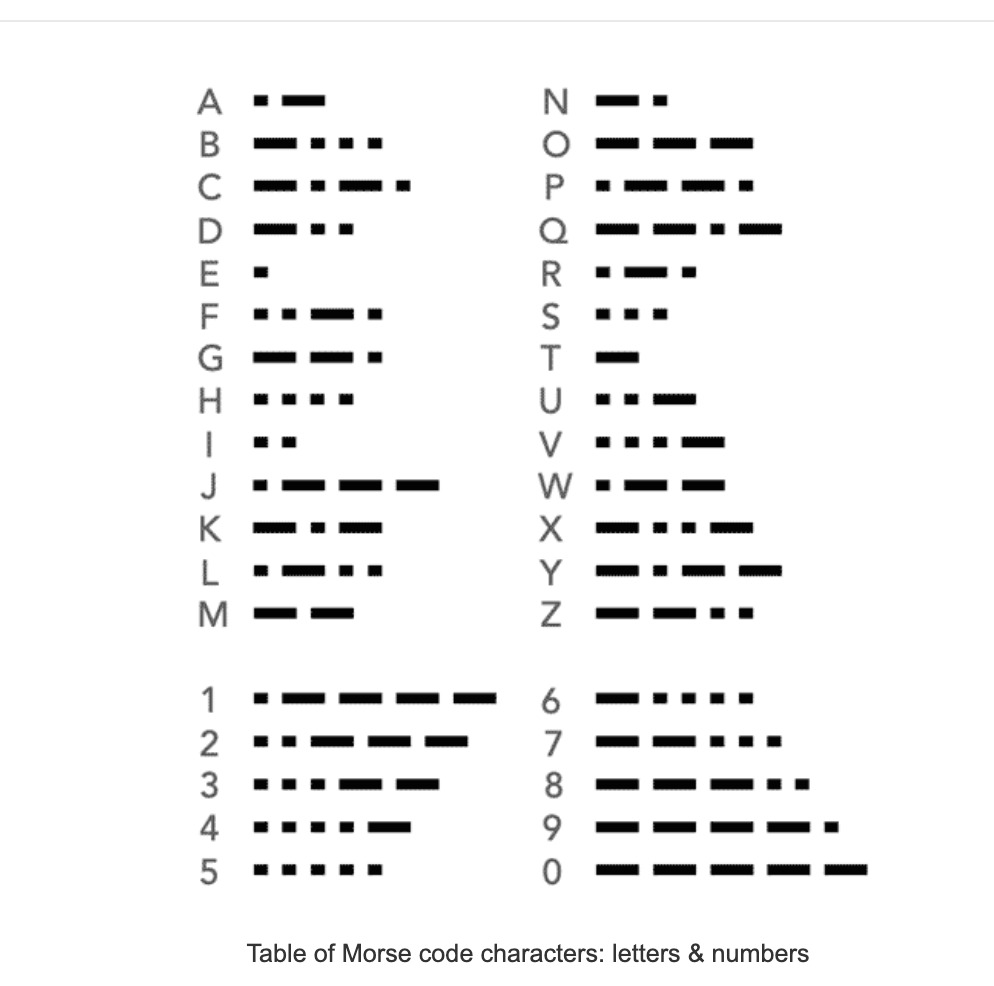 A ·− N −·
B −··· O −−−
C −·−· P ·−−·
D −·· Q −−·−
E · R ·−·
F ··−· S ···
G −−· T −
H ···· U ··−
I ·· V ···−
J ·−−− W ·−−
K −·− X −··−
L ·−·· Y −·−−
M −− Z −−··
1 ·−−−− 6 −····
2 ··−−− 7 −−···
3 ···−− 8 −−−··
4 ····− 9 −−−−·
5 ····· 0 −−−−−
Table of Morse code characters: letters & numbers